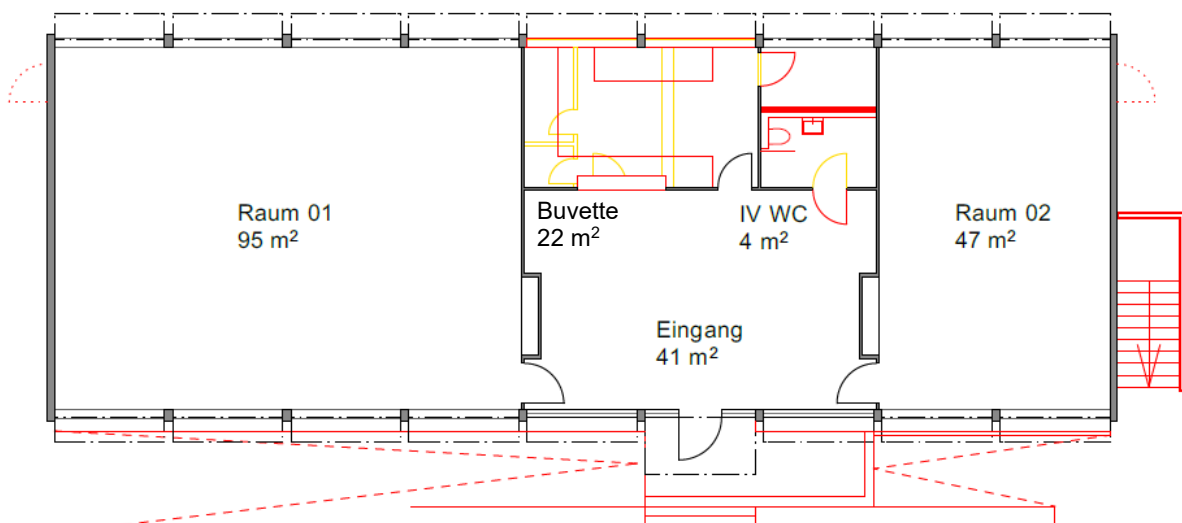 Raum 01
95 m²
Buvette
22 m²
IV WC
4 m²
Raum 02
47 m²
Eingang
41 m²